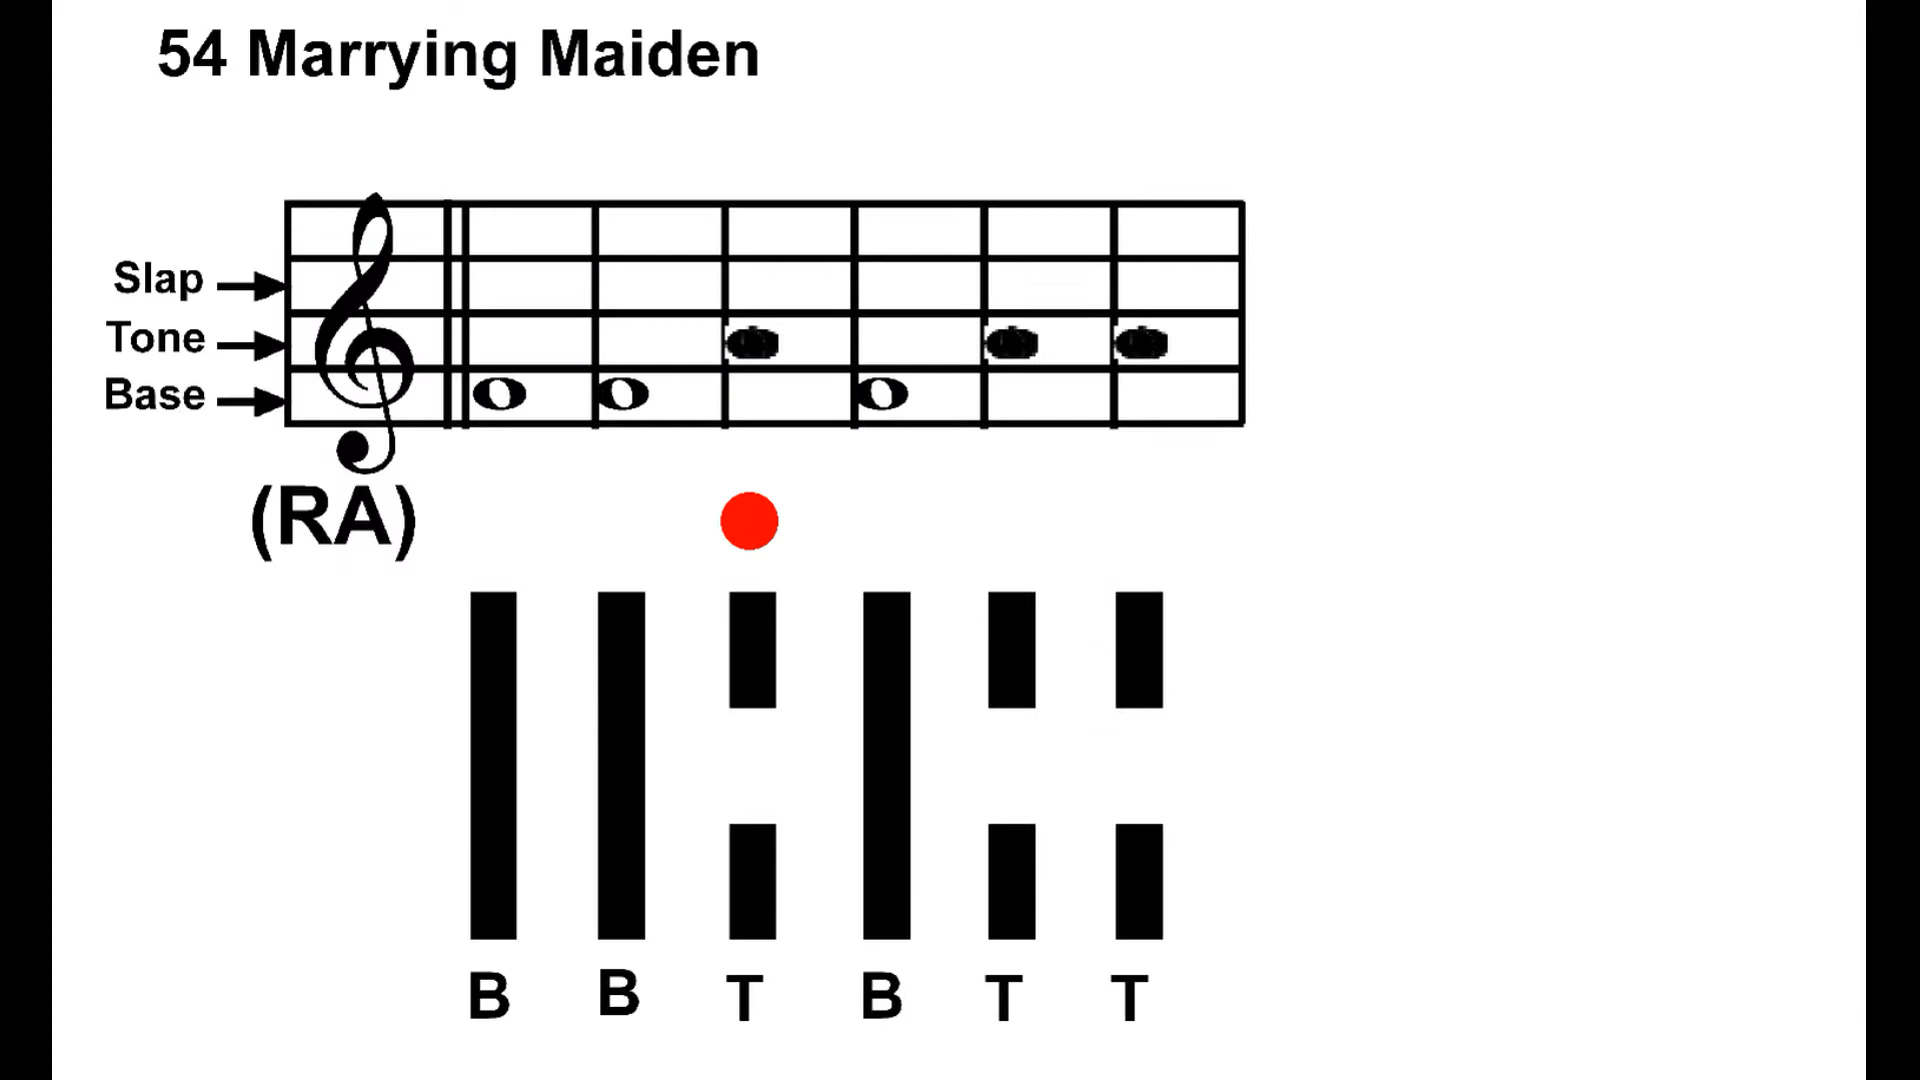 54 Marrying Maiden
Slap
Tone
Base
(RA)
B B T B T T